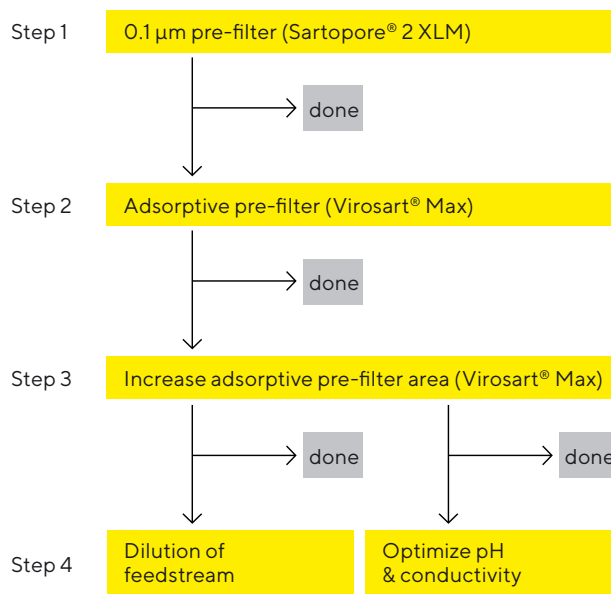 Step 1
0.1 µm pre-filter (Sartopore® 2 XLM)
done
Step 2
Adsorptive pre-filter (Virosart® Max)
done
Step 3
Increase adsorptive pre-filter area (Virosart® Max)
done
done
Step 4
Dilution of
feedstream
Optimize pH
& conductivity